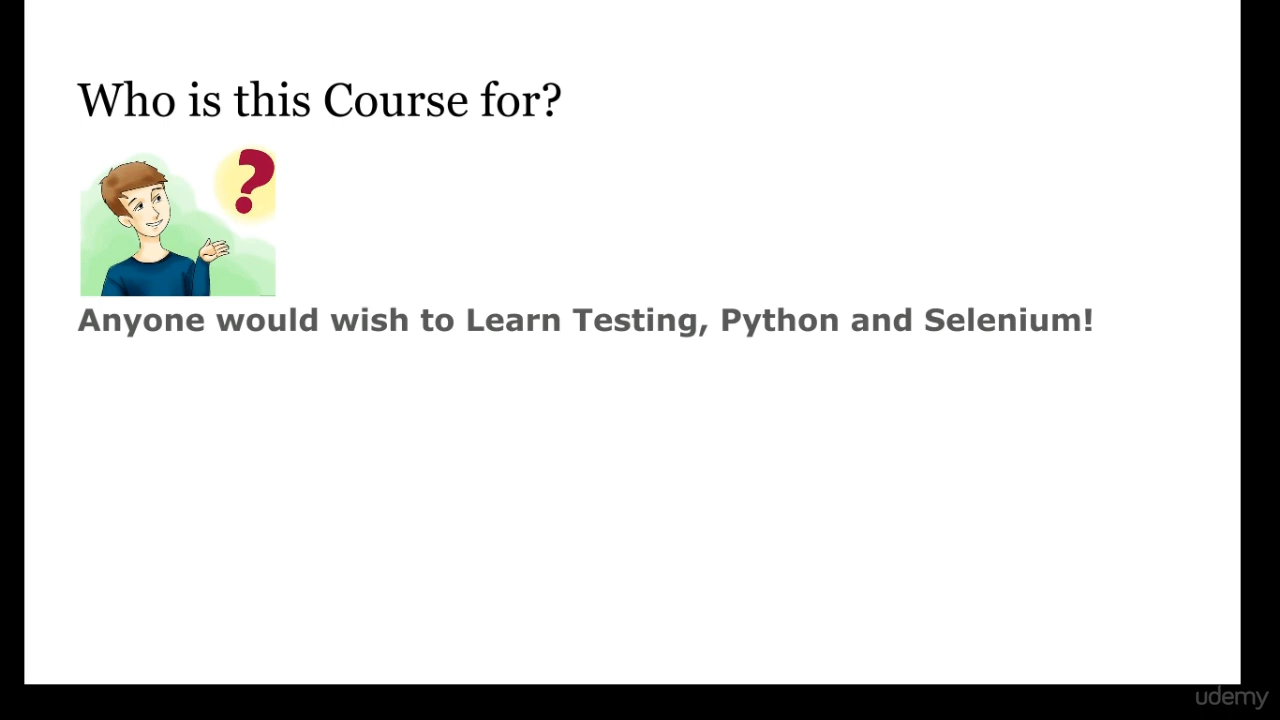 Who is this Course for?
?
Anyone would wish to Learn Testing, Python and Selenium!
udemy